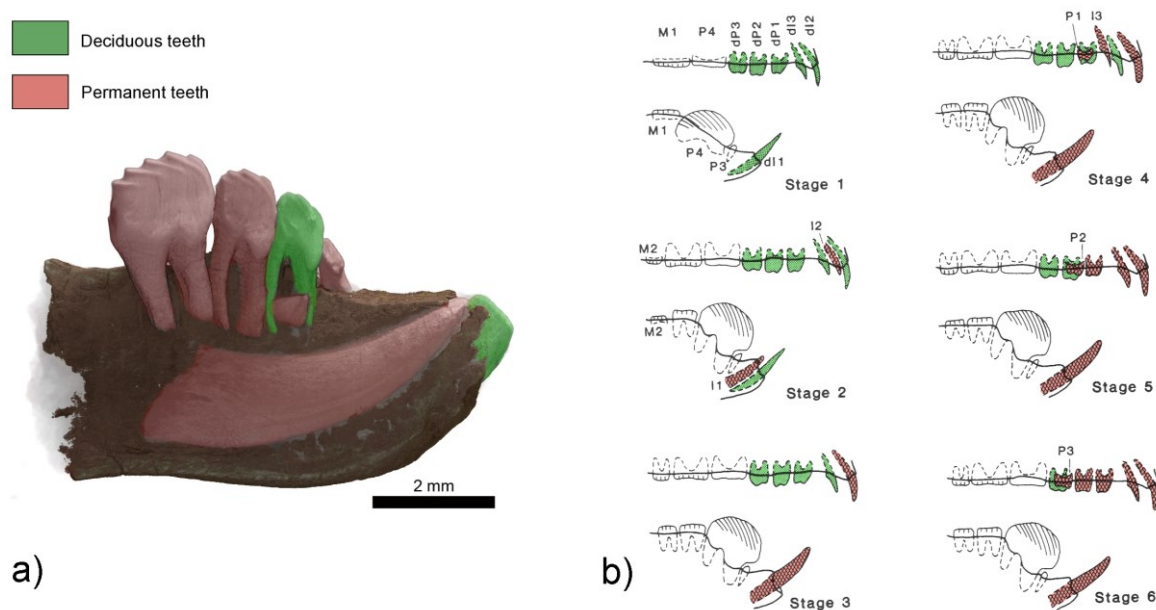 Deciduous teeth
Permanent teeth
2 mm
a)
b)
M1 P4 dP3 dP2 dP1 dI3 dI2
M1
P4
P3
dI1
Stage 1
M2
I2
M2
I1
Stage 2
Stage 3
P1 I3
Stage 4
P2
Stage 5
P3
Stage 6